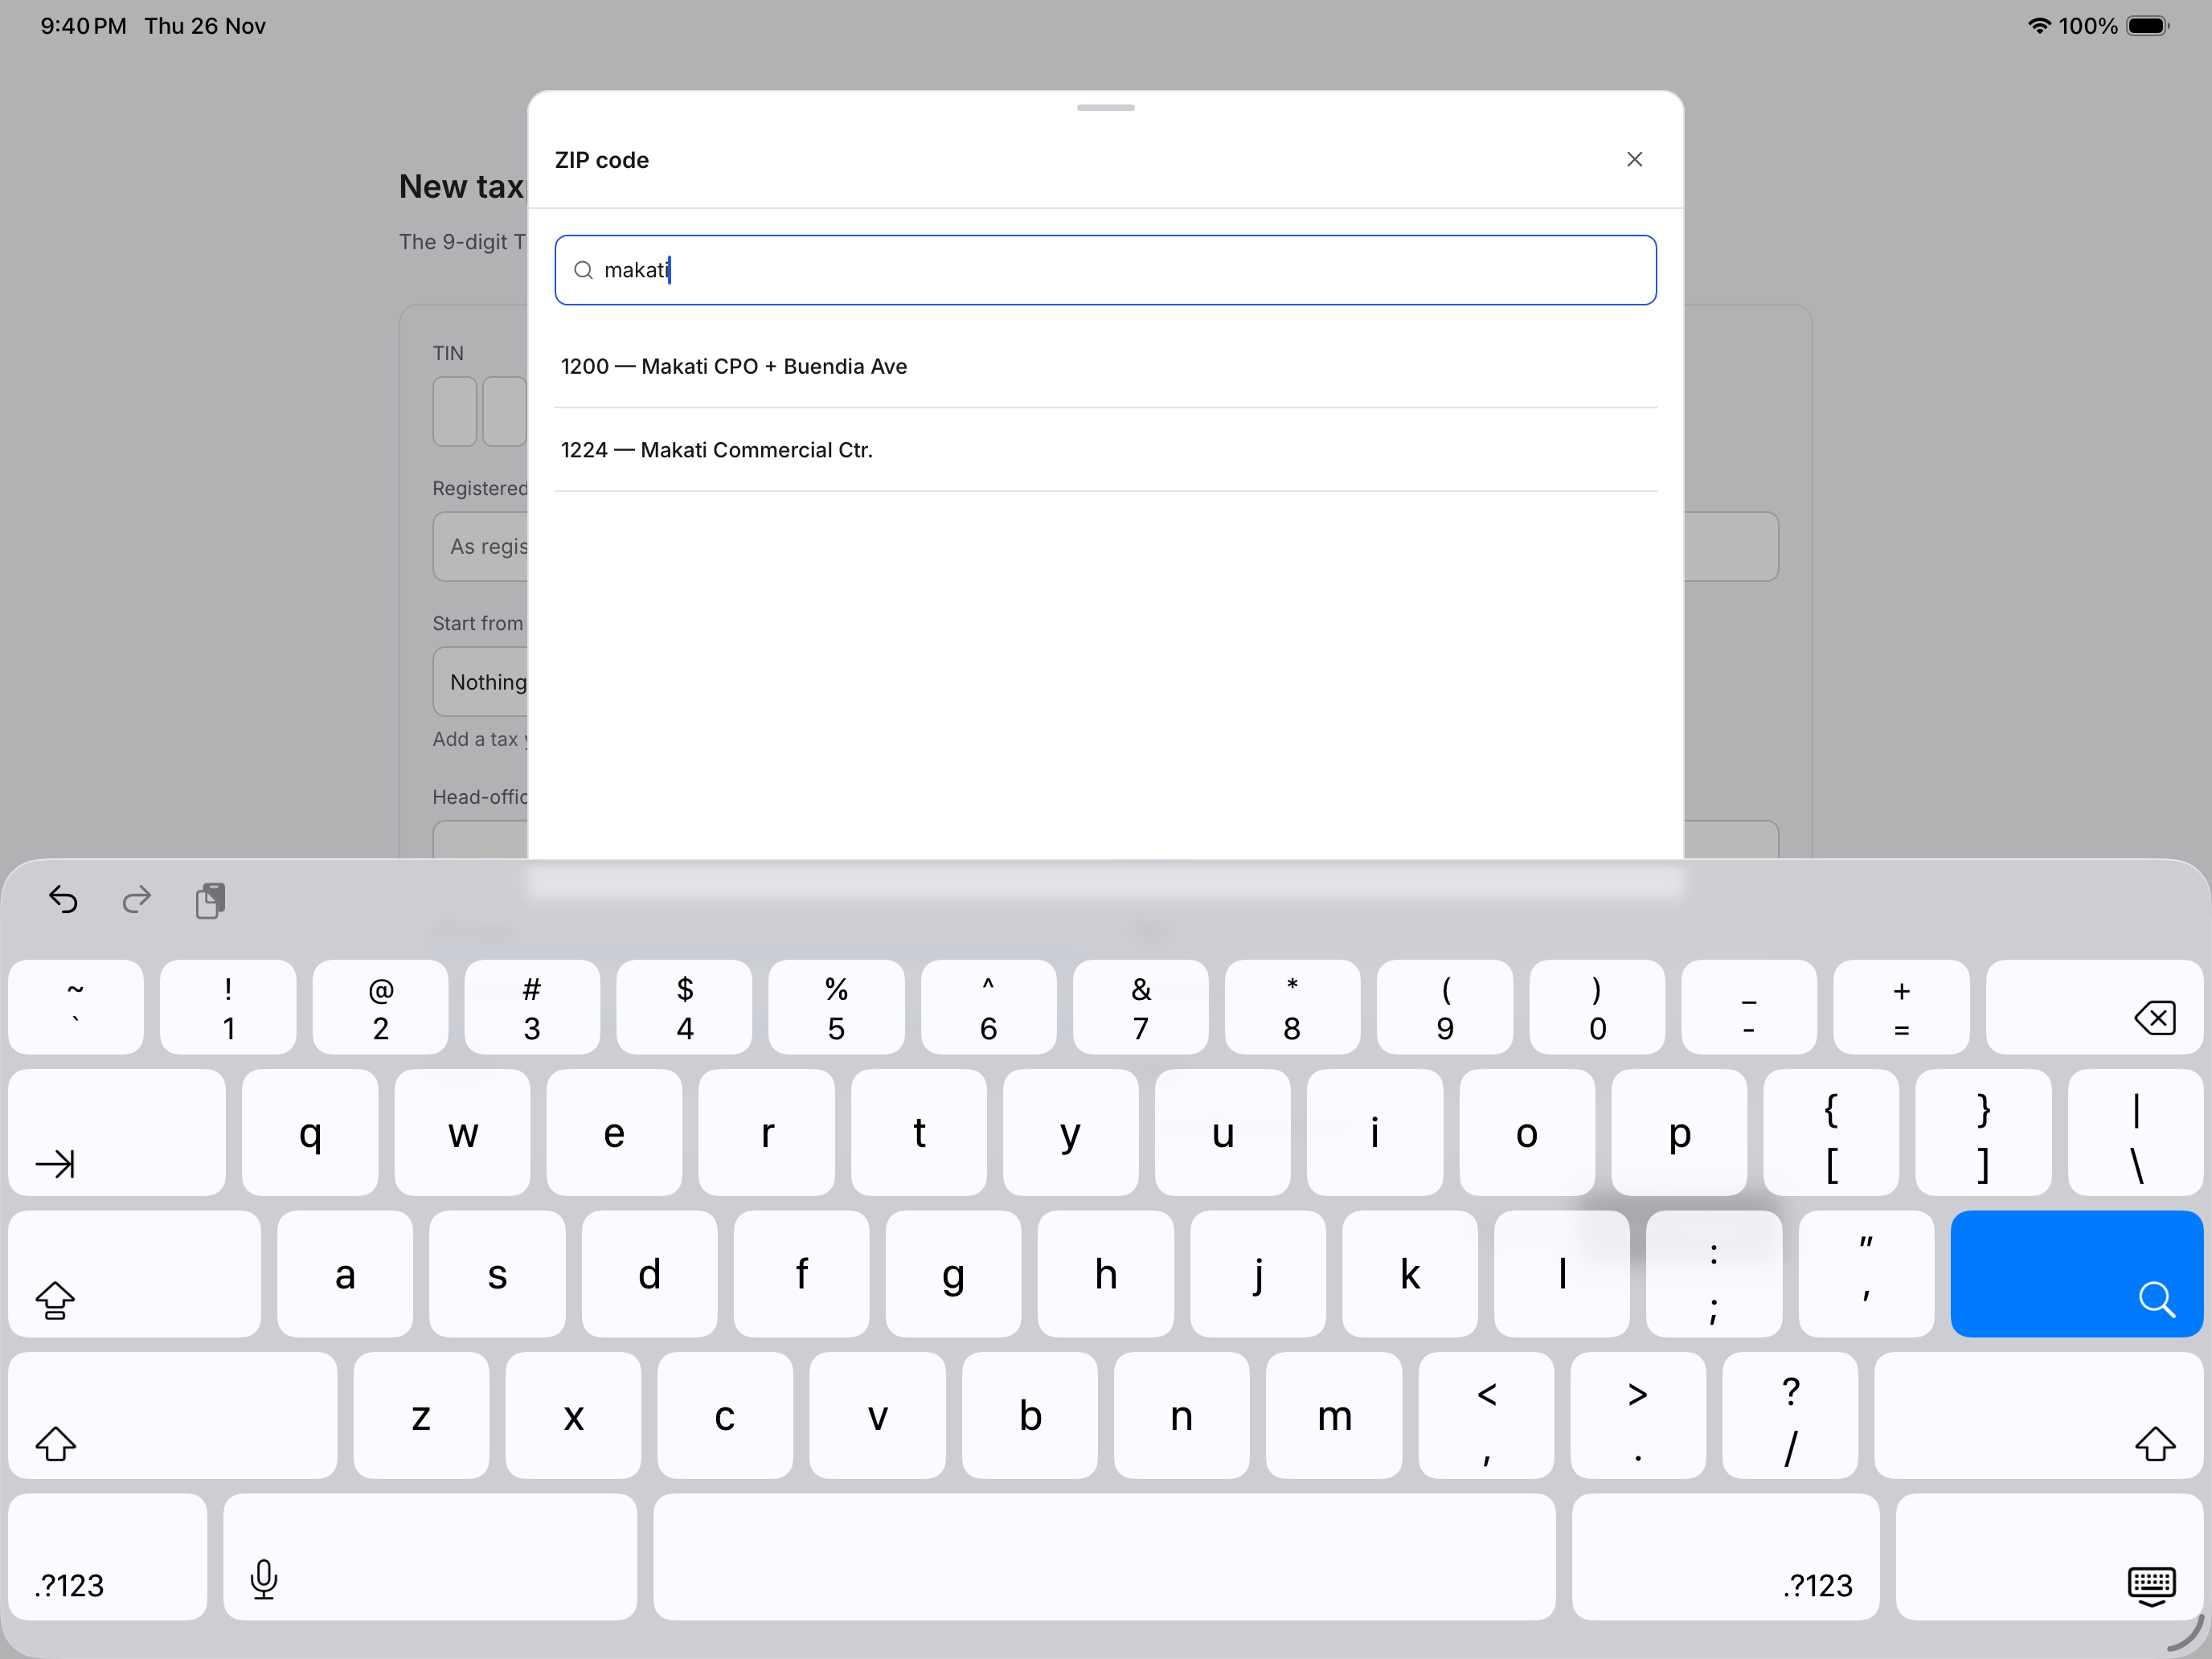 9:40 PM Thu 26 Nov
100%
ZIP code
New tax
The 9-digit T
makati
TIN
1200 — Makati CPO + Buendia Ave
1224 — Makati Commercial Ctr.
Registered
As regis
Start from
Nothing
Add a tax y
Head-offic
~ ! @ # $ % ^ & * ( ) _ +
` 1 2 3 4 5 6 7 8 9 0 - =
q w e r t y u i o p { } |
[ ] \
a s d f g h j k l : "
; '
z x c v b n m < > ?
, . /
.?123 .?123